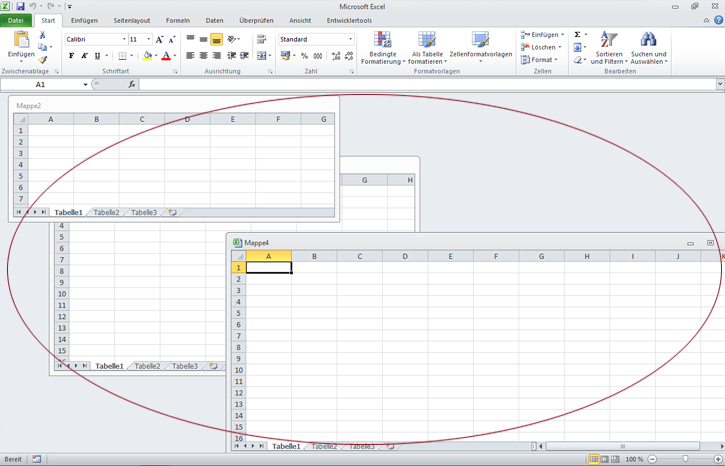 Microsoft Excel
Datei Start Einfügen Seitenlayout Formeln Daten Überprüfen Ansicht Entwicklertools
Einfügen
Zwischenablage
Calibri 11
F K U
Schriftart
Ausrichtung
Standard
% 000
Zahl
Bedingte Formatierung
Als Tabelle formatieren
Zellenformatvorlagen
Formatvorlagen
Einfügen
Löschen
Format
Zellen
Sortieren und Filtern
Suchen und Auswählen
Bearbeiten
A1 fx
Mappe2
A B C D E F G
1
2
3
4
5
6
7
Tabelle1 Tabelle2 Tabelle3
G H
4
5
6
7
8
9
10
11
12
13
14
15
16
Tabelle1 Tabelle2 Tabelle3
Mappe4
A B C D E F G H I J K
1
2
3
4
5
6
7
8
9
10
11
12
13
14
15
16
Tabelle1 Tabelle2 Tabelle3
Bereit 100 %